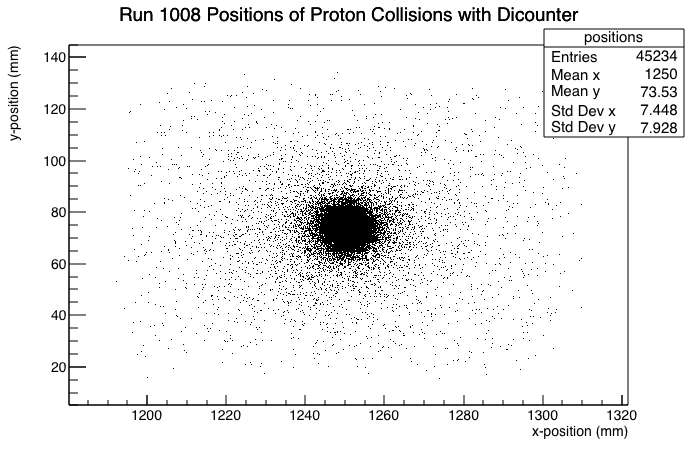 Run 1008 Positions of Proton Collisions with Dicounter
positions
Entries 45234
Mean x 1250
Mean y 73.53
Std Dev x 7.448
Std Dev y 7.928
y-position (mm)
140
120
100
80
60
40
20
1200 1220 1240 1260 1280 1300 1320
x-position (mm)